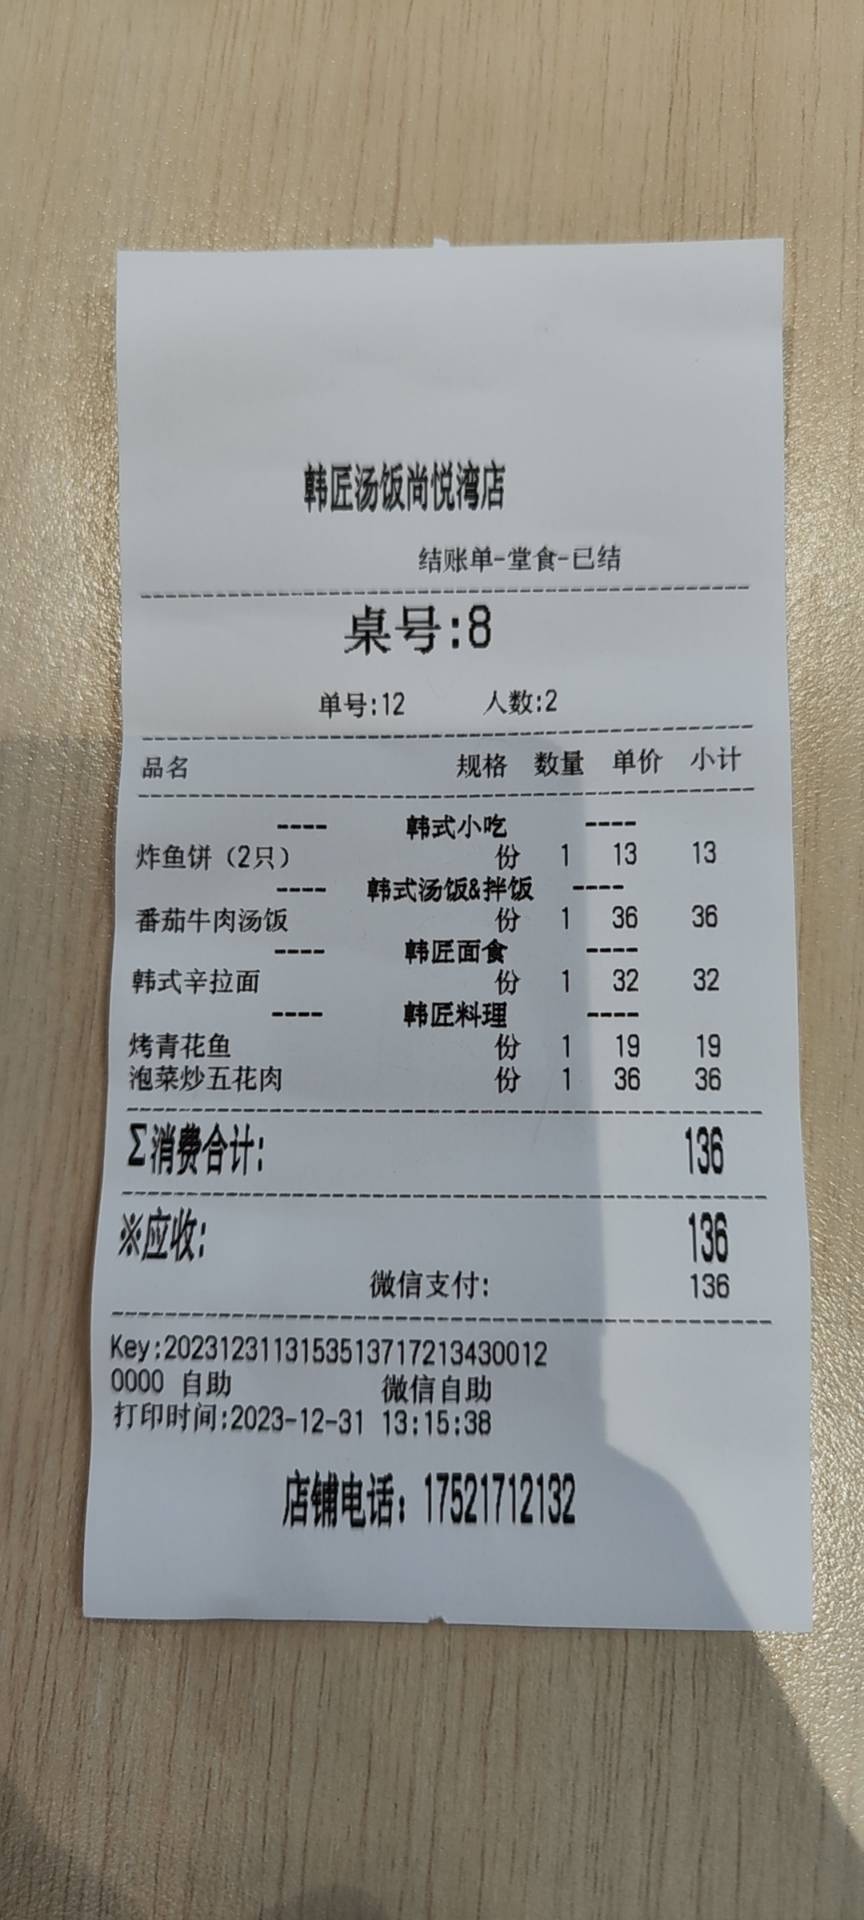 韩匠汤饭尚悦湾店
结账单-堂食-已结
桌号:8
单号:12 人数:2
品名 规格 数量 单价 小计
---- 韩式小吃 ----
炸鱼饼（2只） 份 1 13 13
---- 韩式汤饭&拌饭 ----
番茄牛肉汤饭 份 1 36 36
---- 韩匠面食 ----
韩式辛拉面 份 1 32 32
---- 韩匠料理 ----
烤青花鱼 份 1 19 19
泡菜炒五花肉 份 1 36 36
Σ消费合计: 136
※应收: 136
微信支付: 136
Key:20231231131535137172134300​12
0000 自助 微信自助
打印时间:2023-12-31 13:15:38
店铺电话：17521712132